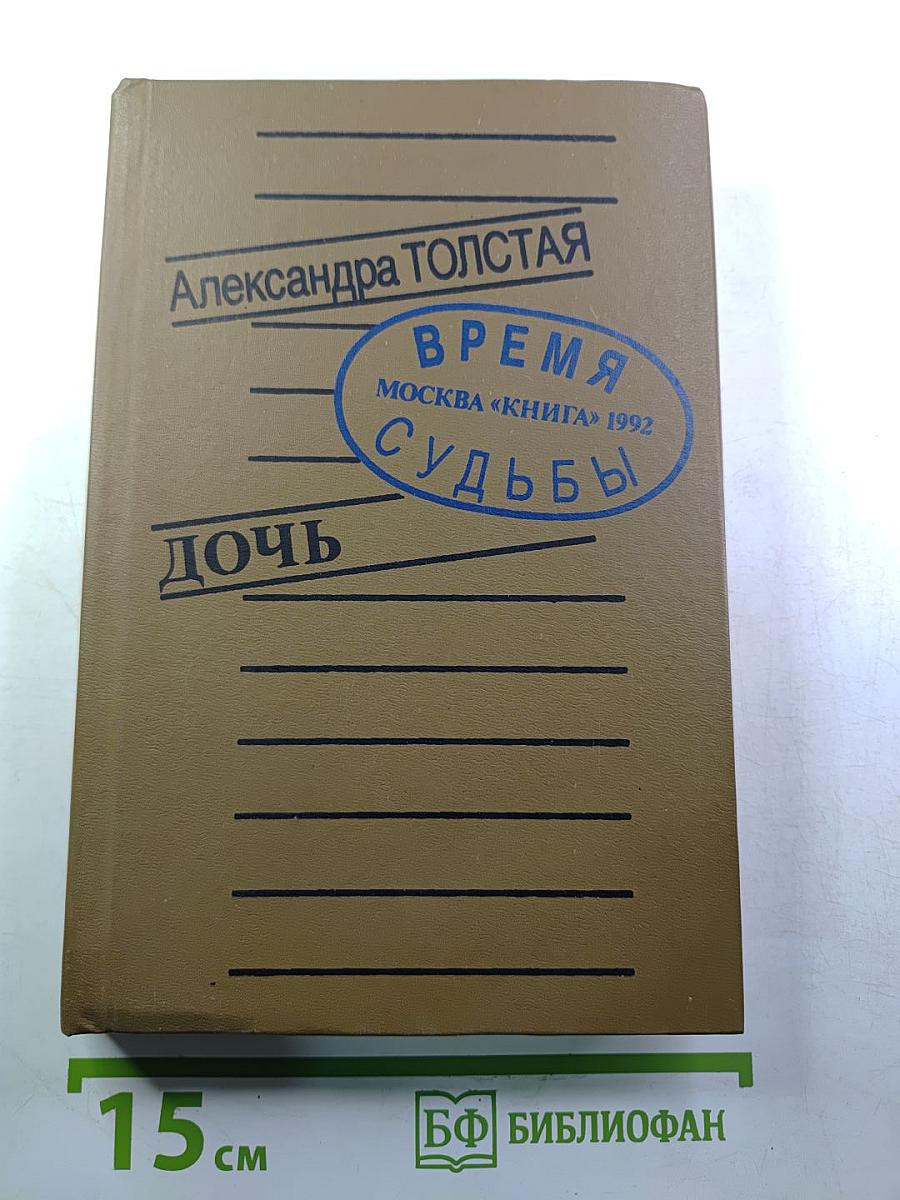 Александра ТОЛСТАЯ
ВРЕМЯ
МОСКВА «КНИГА» 1992
СУДЬБЫ
ДОЧЬ
15 см
БФ БИБЛИОФАН